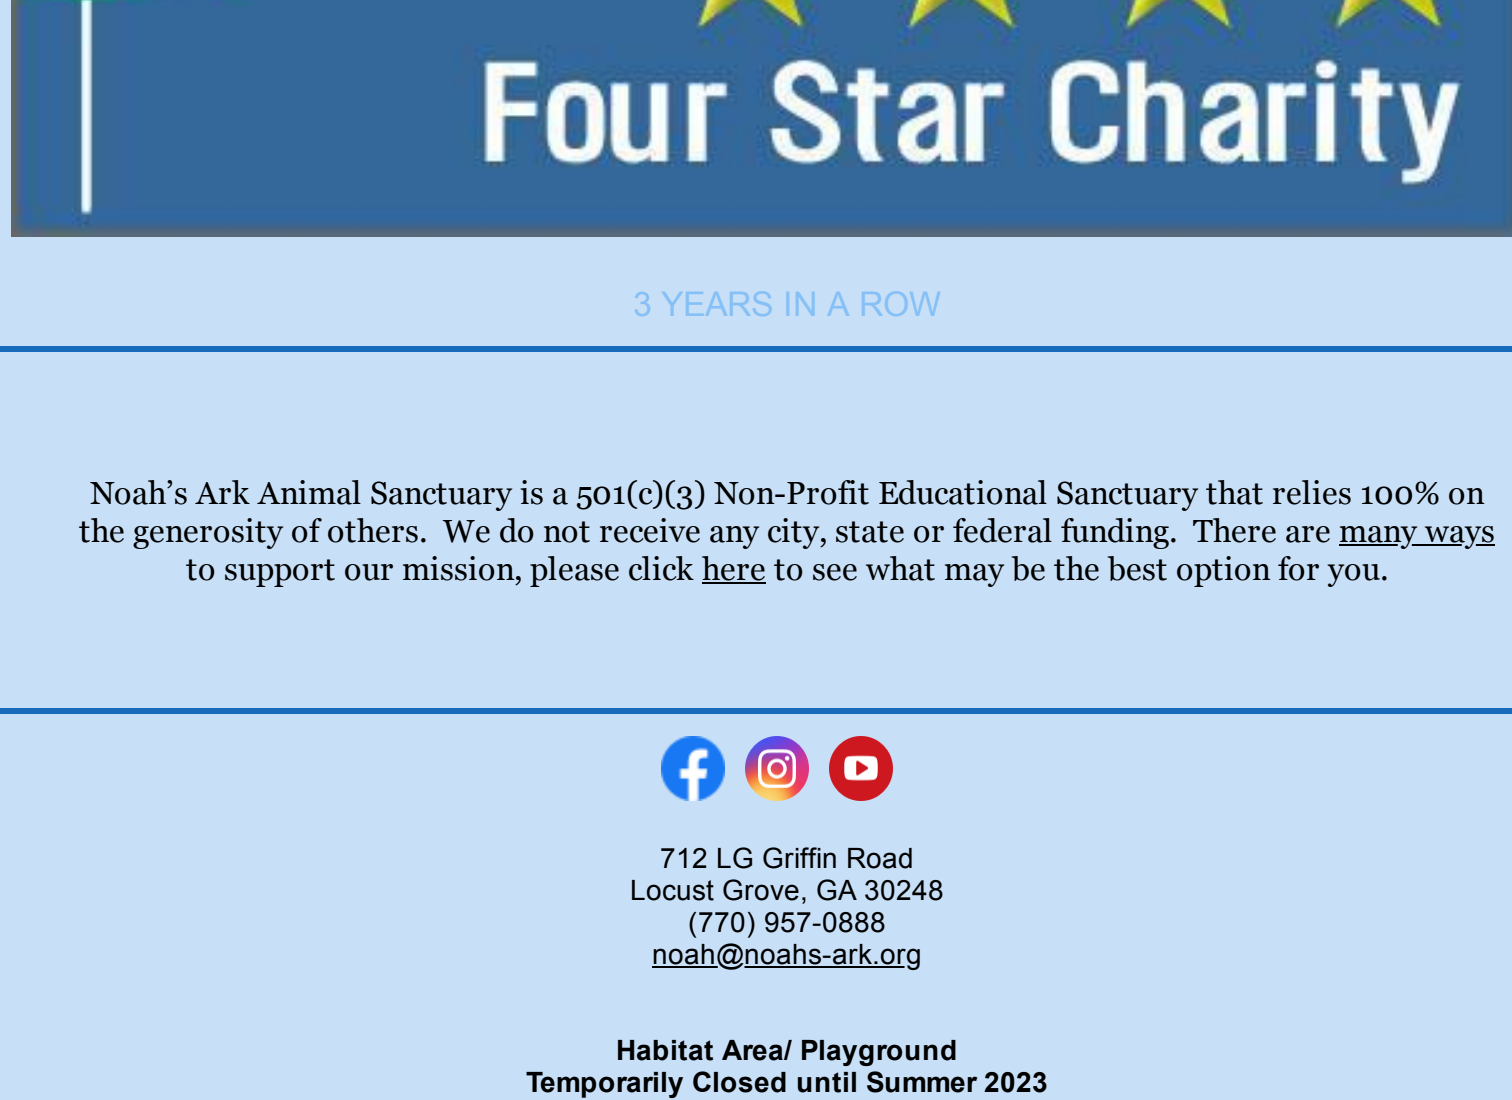 Four Star Charity
3 YEARS IN A ROW
Noah’s Ark Animal Sanctuary is a 501(c)(3) Non-Profit Educational Sanctuary that relies 100% on
the generosity of others.  We do not receive any city, state or federal funding.  There are many ways
to support our mission, please click here to see what may be the best option for you.
712 LG Griffin Road
Locust Grove, GA 30248
(770) 957-0888
noah@noahs-ark.org
Habitat Area/ Playground
Temporarily Closed until Summer 2023